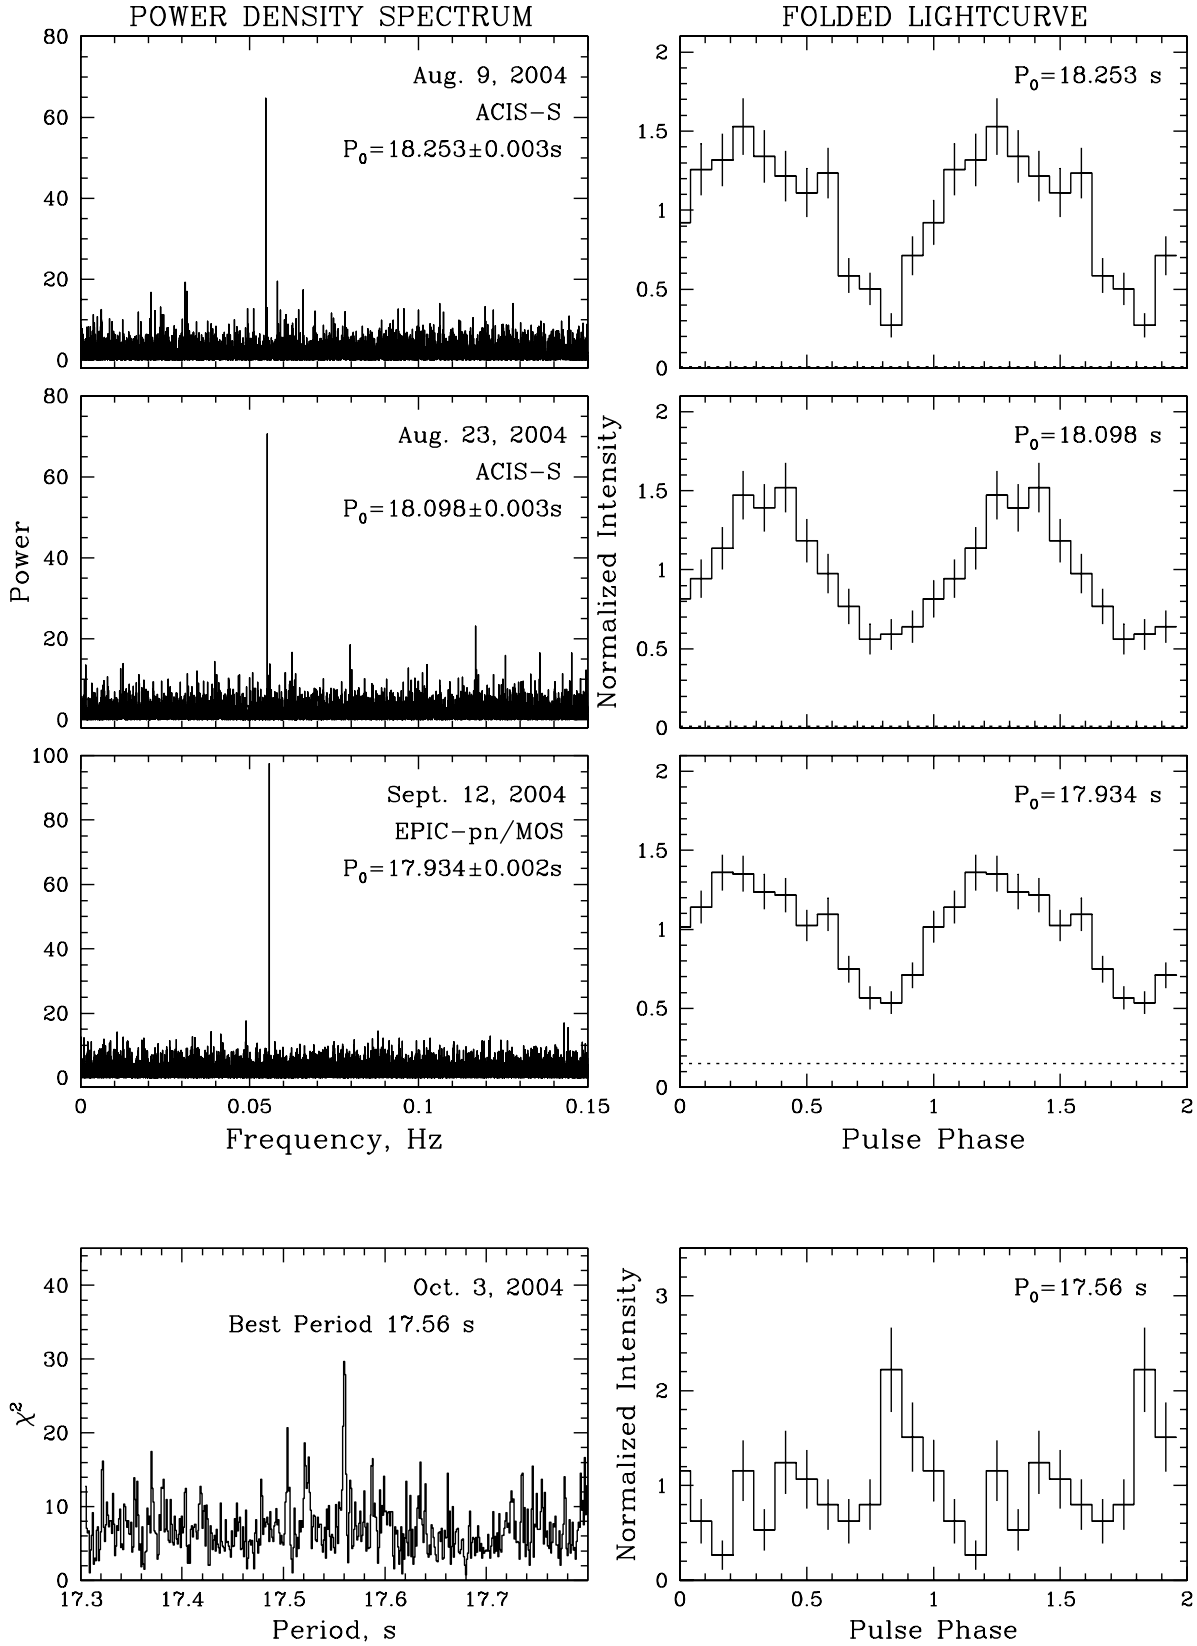 POWER DENSITY SPECTRUM
FOLDED LIGHTCURVE
80
60
40
20
0
Aug. 9, 2004
ACIS−S
P₀=18.253±0.003s
2
1.5
1
0.5
0
P₀=18.253 s
Power
80
60
40
20
0
Aug. 23, 2004
ACIS−S
P₀=18.098±0.003s
Normalized Intensity
2
1.5
1
0.5
0
P₀=18.098 s
100
80
60
40
20
0
Sept. 12, 2004
EPIC−pn/MOS
P₀=17.934±0.002s
0 0.05 0.1 0.15
Frequency, Hz
2
1.5
1
0.5
0
P₀=17.934 s
0 0.5 1 1.5 2
Pulse Phase
χ²
40
30
20
10
0
Oct. 3, 2004
Best Period 17.56 s
17.3 17.4 17.5 17.6 17.7
Period, s
Normalized Intensity
3
2
1
0
P₀=17.56 s
0 0.5 1 1.5 2
Pulse Phase